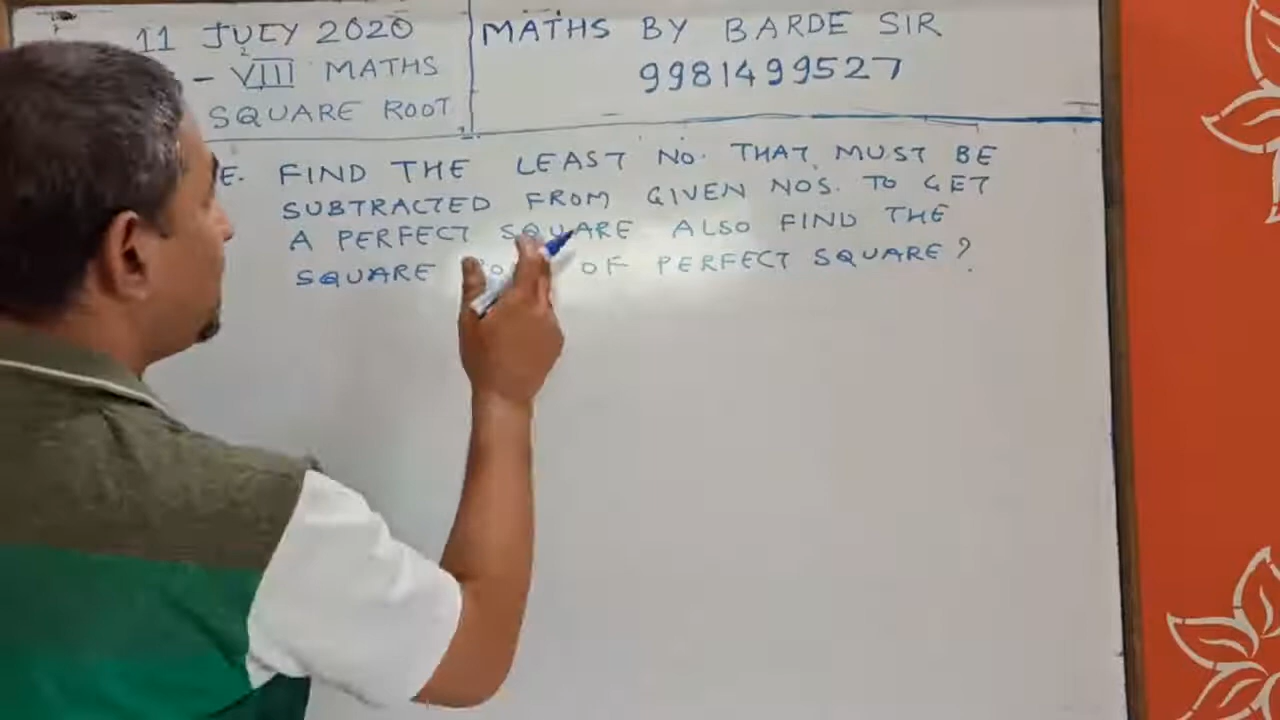 11 JULY 2020
- VIII MATHS
SQUARE ROOT
MATHS BY BARDE SIR
9981499527
E. FIND THE LEAST NO. THAT MUST BE
SUBTRACTED FROM GIVEN NOS. TO GET
A PERFECT SQUARE ALSO FIND THE
SQUARE OF PERFECT SQUARE ?